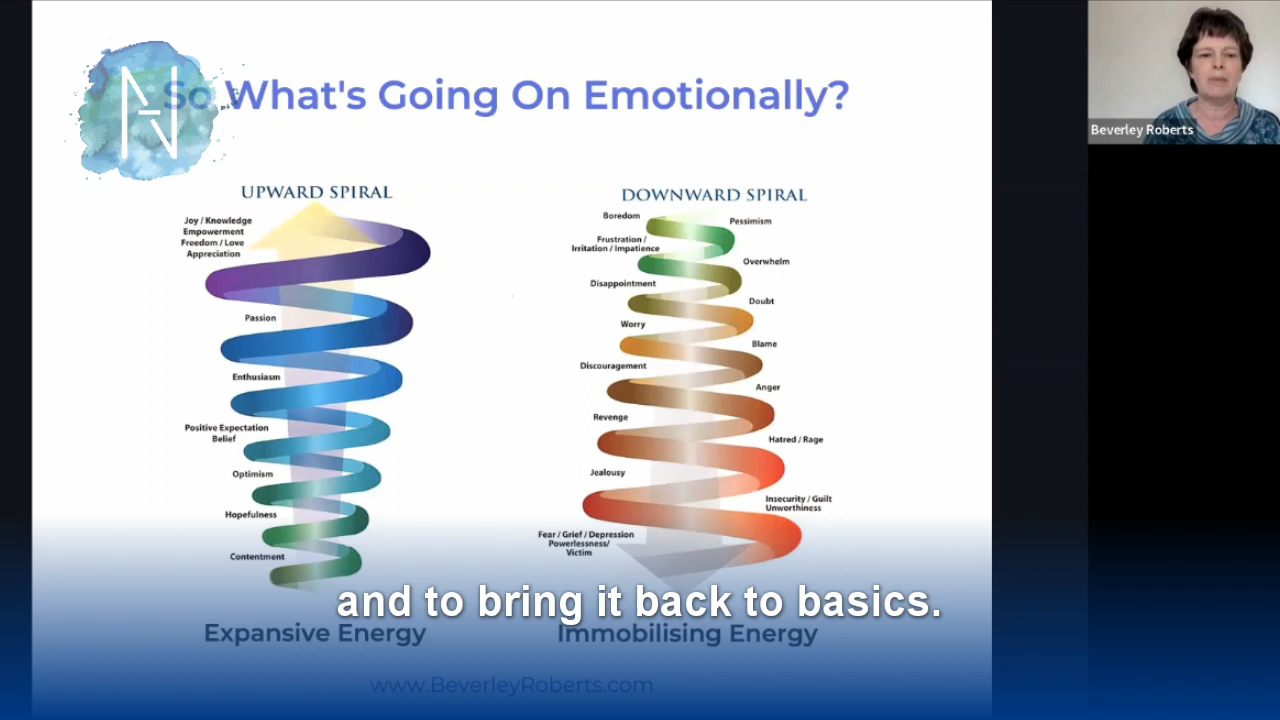 So What's Going On Emotionally?
N
UPWARD SPIRAL
Joy / Knowledge
Empowerment
Freedom / Love
Appreciation
Passion
Enthusiasm
Positive Expectation
Belief
Optimism
Hopefulness
Contentment
Expansive Energy
DOWNWARD SPIRAL
Boredom
Pessimism
Frustration /
Irritation / Impatience
Overwhelm
Disappointment
Doubt
Worry
Blame
Discouragement
Anger
Revenge
Hatred / Rage
Jealousy
Insecurity / Guilt
Unworthiness
Fear / Grief / Depression
Powerlessness/
Victim
Immobilising Energy
and to bring it back to basics.
www.BeverleyRoberts.com
Beverley Roberts